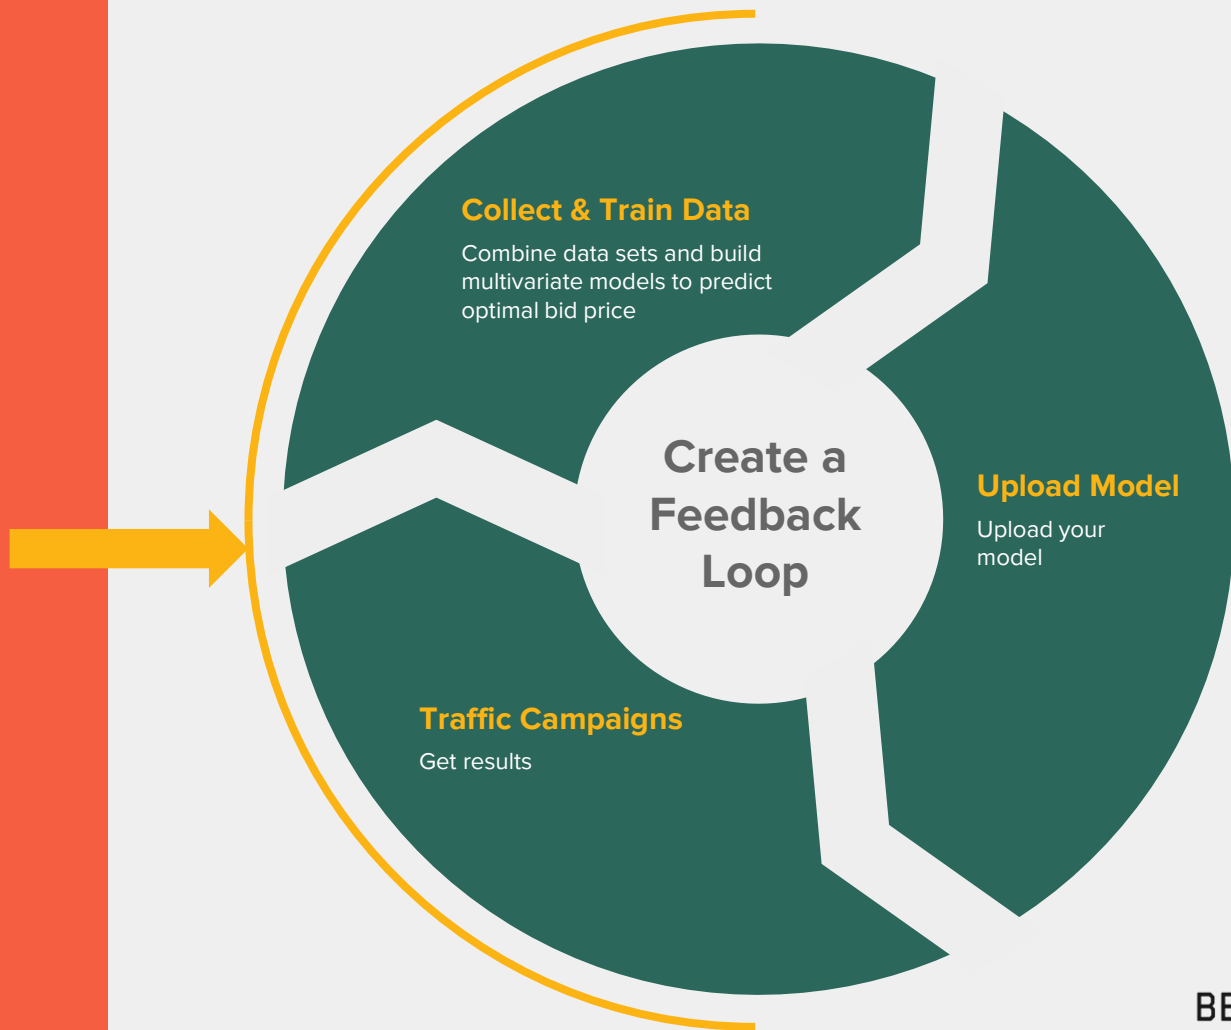 Collect & Train Data
Combine data sets and build
multivariate models to predict
optimal bid price
Create a
Feedback
Loop
Upload Model
Upload your
model
Traffic Campaigns
Get results